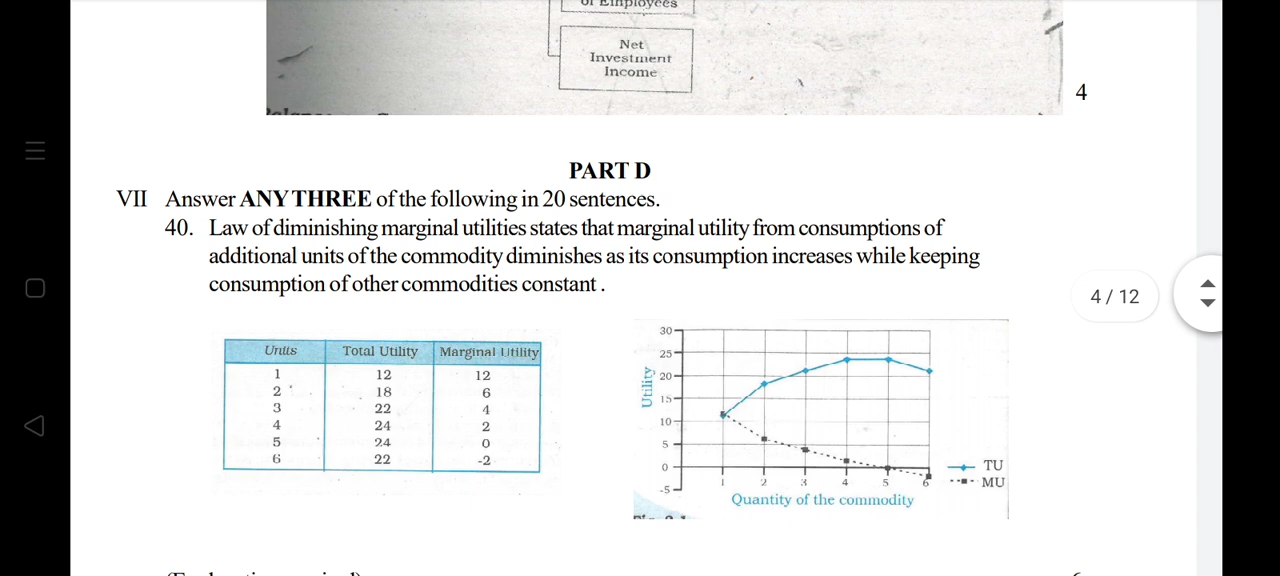 of Employees
Net
Investment
Income
4
PART D
VII Answer ANY THREE of the following in 20 sentences.
40. Law of diminishing marginal utilities states that marginal utility from consumptions of
additional units of the commodity diminishes as its consumption increases while keeping
consumption of other commodities constant .
4 / 12
Units Total Utility Marginal Utility
1 12 12
2 18 6
3 22 4
4 24 2
5 24 0
6 22 -2
30
25
20
15
10
5
0
-5
Utility
1 2 3 4 5 6
Quantity of the commodity
TU
MU